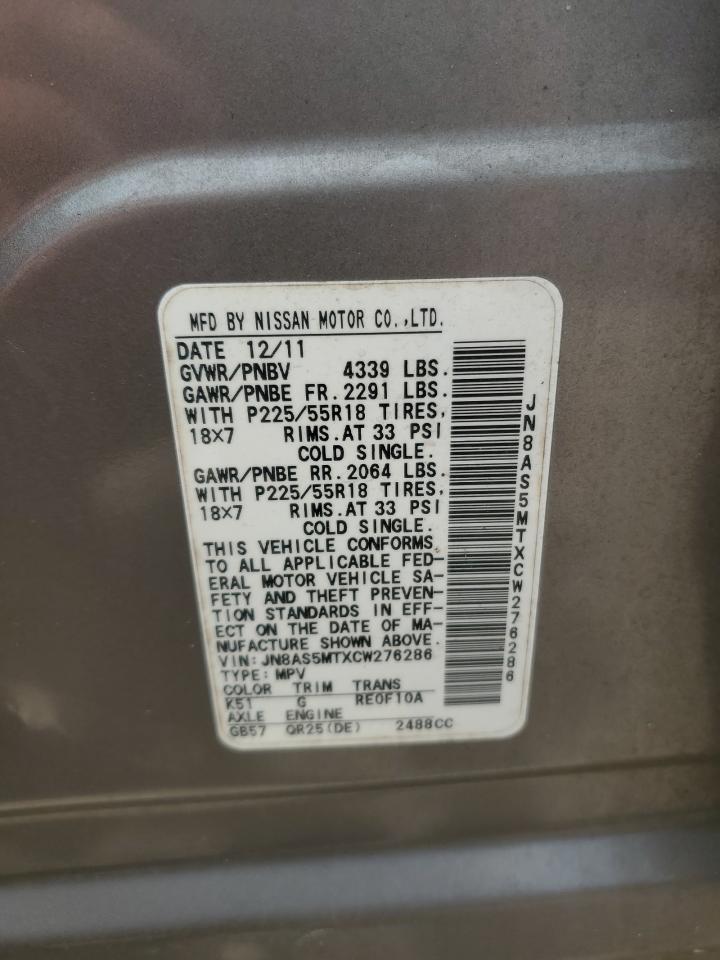 MFD BY NISSAN MOTOR CO.,LTD.
DATE 12/11
GVWR/PNBV 4339 LBS.
GAWR/PNBE FR.2291 LBS.
WITH P225/55R18 TIRES,
18X7 RIMS.AT 33 PSI
COLD SINGLE.
GAWR/PNBE RR.2064 LBS.
WITH P225/55R18 TIRES,
18X7 RIMS.AT 33 PSI
COLD SINGLE.
THIS VEHICLE CONFORMS
TO ALL APPLICABLE FED-
ERAL MOTOR VEHICLE SA-
FETY AND THEFT PREVEN-
TION STANDARDS IN EFF-
ECT ON THE DATE OF MA-
NUFACTURE SHOWN ABOVE.
VIN:JN8AS5MTXCW276286
TYPE:MPV
COLOR TRIM TRANS
K51 G RE0F10A
AXLE ENGINE
GB57 QR25(DE) 2488CC
JN8AS5MTXCW276286